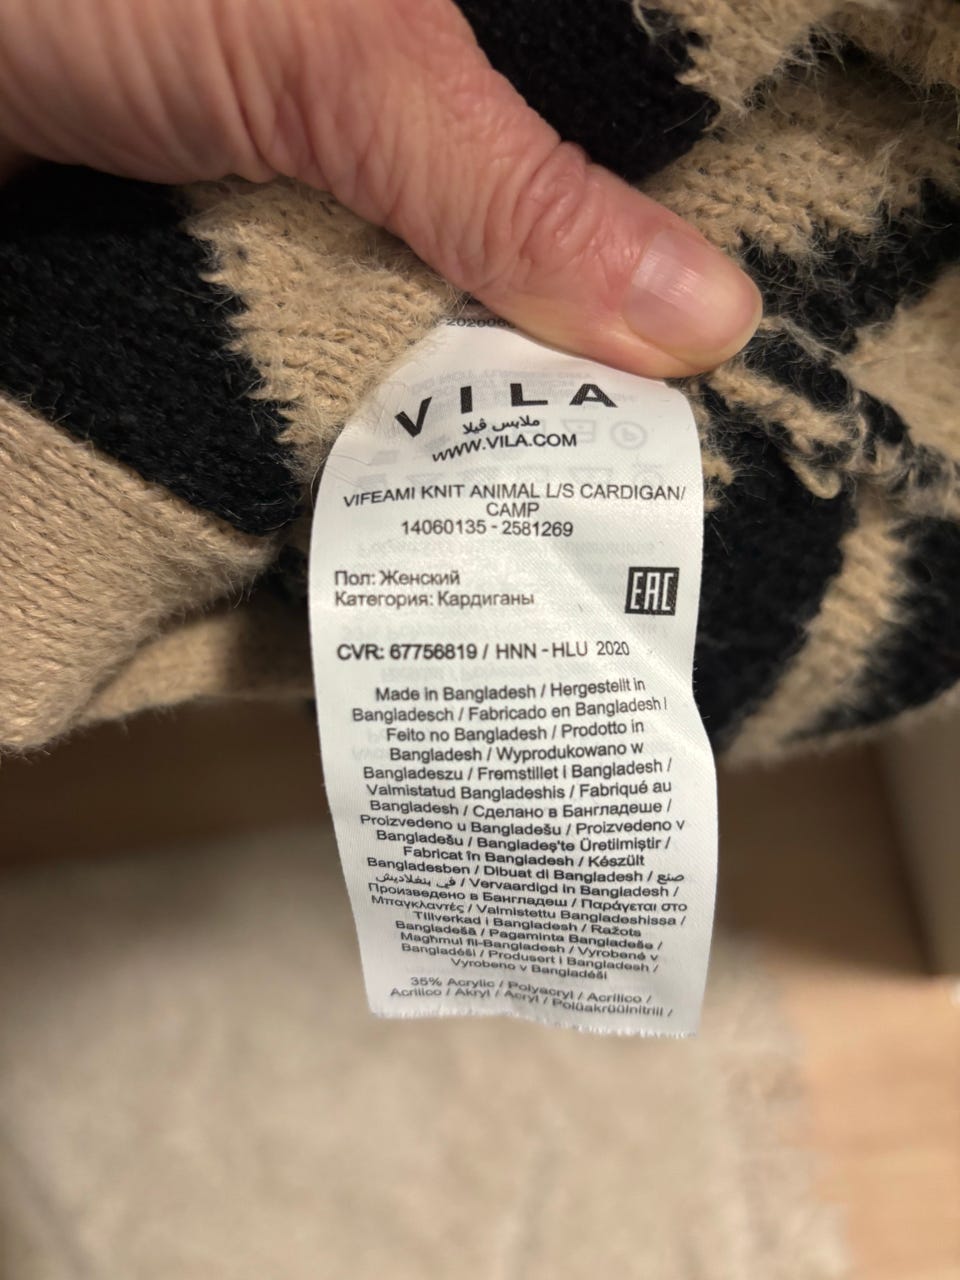 VILA
ملابس ڤيلا
WWW.VILA.COM
VIFEAMI KNIT ANIMAL L/S CARDIGAN/
CAMP
14060135 - 2581269
Пол: Женский
Категория: Кардиганы
EAC
CVR: 67756819 / HNN - HLU 2020
Made in Bangladesh / Hergestellt in
Bangladesch / Fabricado en Bangladesh /
Feito no Bangladesh / Prodotto in
Bangladesh / Wyprodukowano w
Bangladeszu / Fremstillet i Bangladesh /
Valmistatud Bangladeshis / Fabriqué au
Bangladesh / Сделано в Бангладеше /
Proizvedeno u Bangladešu / Proizvedeno v
Bangladešu / Bangladeş'te Üretilmiştir /
Fabricat în Bangladesh / Készült
Bangladesben / Dibuat di Bangladesh / صنع
في بنغلاديش / Vervaardigd in Bangladesh /
Произведено в Бангладеш / Παράγεται στο
Μπαγκλαντές / Valmistettu Bangladeshissa /
Tillverkad i Bangladesh / Ražots
Bangladešā / Pagaminta Bangladeše /
Magħmul fil-Bangladesh / Vyrobené v
Bangladéši / Produsert i Bangladesh /
Vyrobeno v Bangladéši
35% Acrylic / Polyacryl / Acrilico /
Acrílico / Akryl / Acryl / Polüakrüülnitriil /